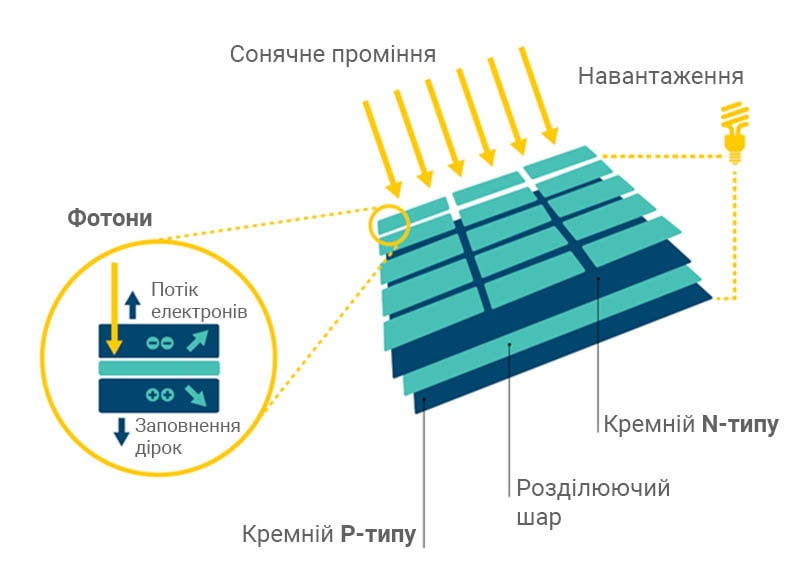 Сонячне проміння
Навантаження
Фотони
Потік
електронів
Заповнення
дірок
Кремній N-типу
Розділюючий
шар
Кремній P-типу